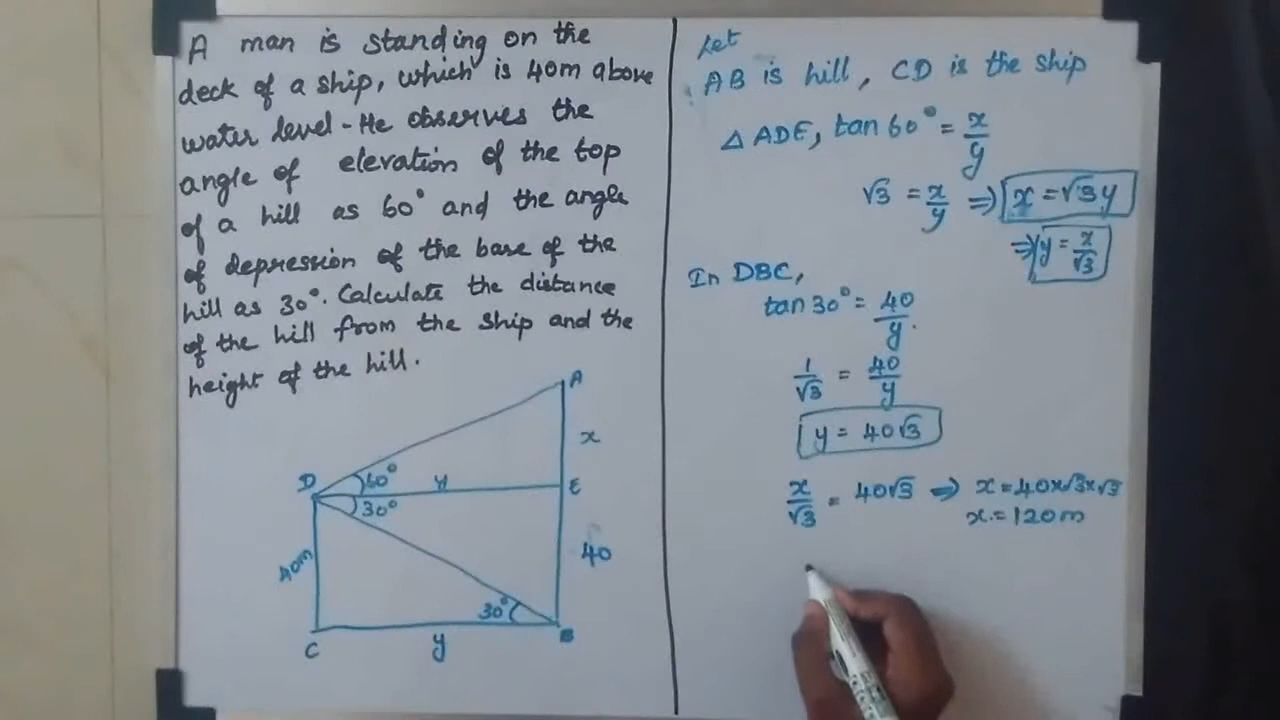 A man is standing on the
deck of a ship, which is 40m above
water level - He observes the
angle of elevation of the top
of a hill as 60° and the angle
of depression of the base of the
hill as 30°. Calculate the distance
of the hill from the ship and the
height of the hill.
A
x
D
60°
y
E
30°
40m
40
30°
C
y
B
Let
AB is hill, CD is the ship
△ ADE, tan 60° = x/y
√3 = x/y ⇒ x = √3y
⇒ y = x/√3
In DBC,
tan 30° = 40/y.
1/√3 = 40/y
y = 40√3
x/√3 = 40√3 ⇒ x = 40×√3×√3
x = 120m